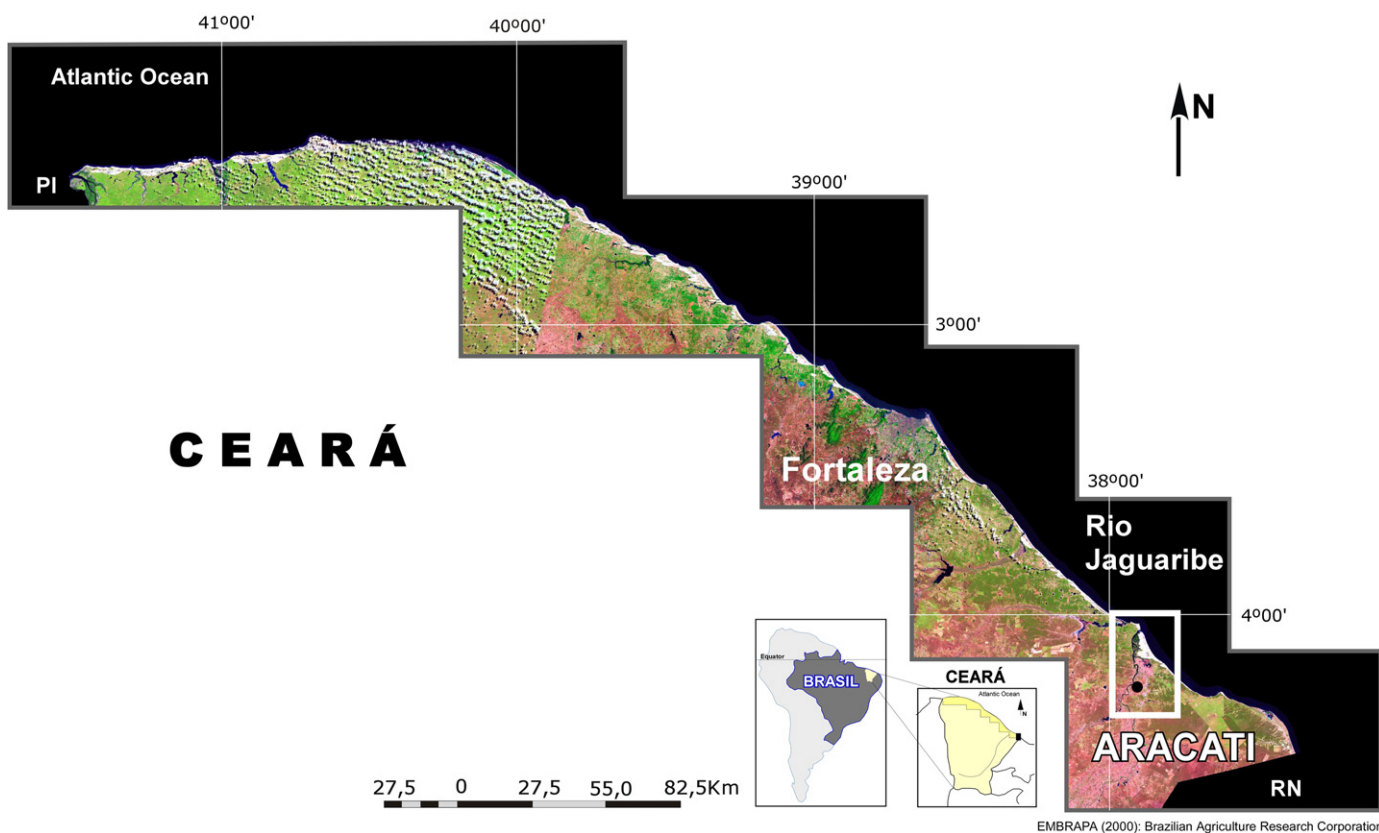 41º00'
40º00'
Atlantic Ocean
N
PI
39º00'
3º00'
CEARÁ
Fortaleza
38º00'
Rio
Jaguaribe
4º00'
Equator
BRASIL
CEARÁ
Atlantic Ocean
N
ARACATI
27,5 0 27,5 55,0 82,5Km
RN
EMBRAPA (2000): Brazilian Agriculture Research Corporation